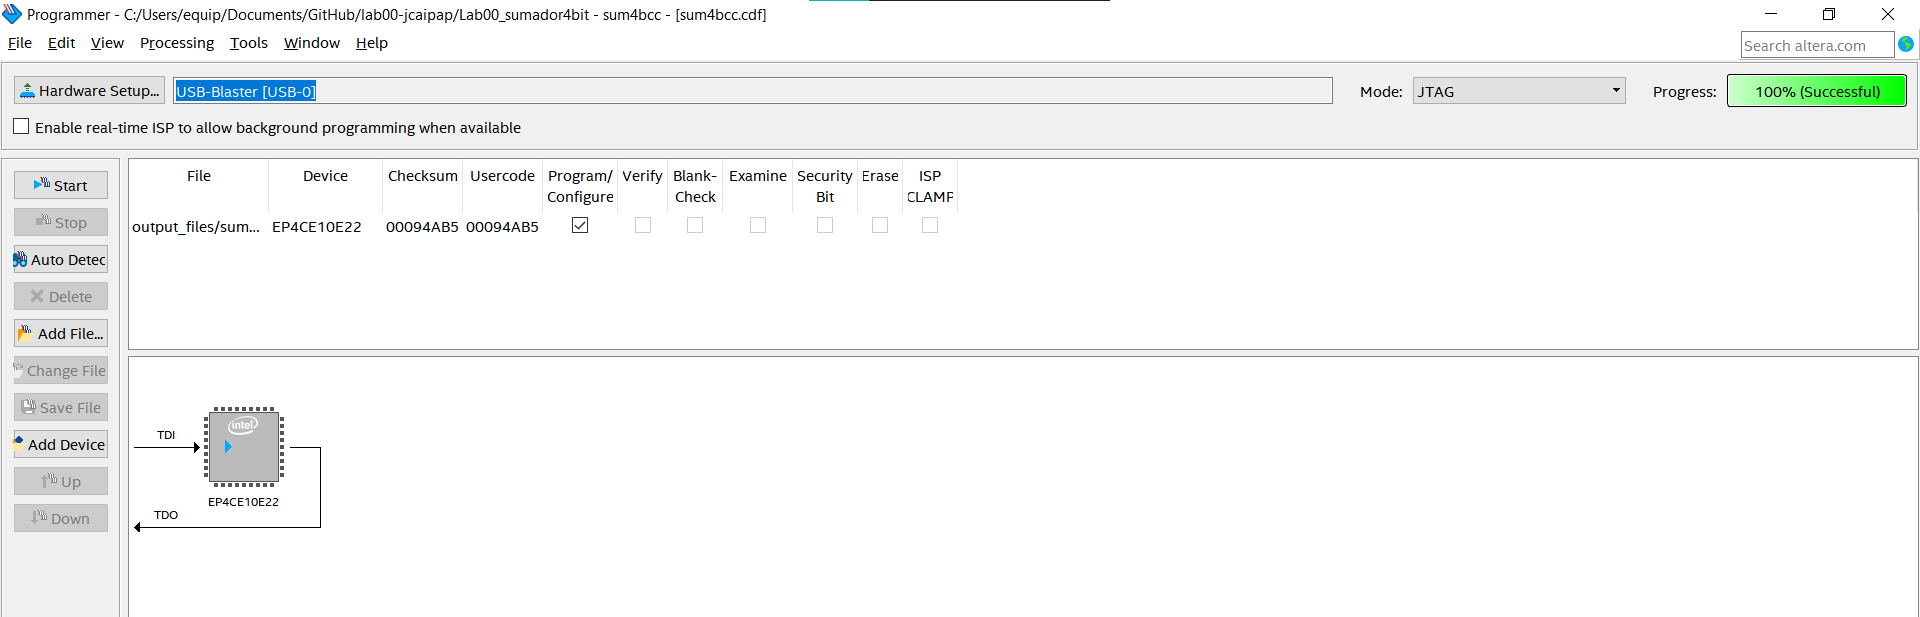 Programmer - C:/Users/equip/Documents/GitHub/lab00-jcaipap/Lab00_sumador4bit - sum4bcc - [sum4bcc.cdf]
File Edit View Processing Tools Window Help
Search altera.com
Hardware Setup... USB-Blaster [USB-0] Mode: JTAG Progress: 100% (Successful)
Enable real-time ISP to allow background programming when available
Start
Stop
Auto Detec
Delete
Add File...
Change File
Save File
Add Device
Up
Down
File Device Checksum Usercode Program/ Verify Blank- Examine Security Erase ISP
Configure Check Bit CLAMP
output_files/sum... EP4CE10E22 00094AB5 00094AB5
TDI
intel
EP4CE10E22
TDO